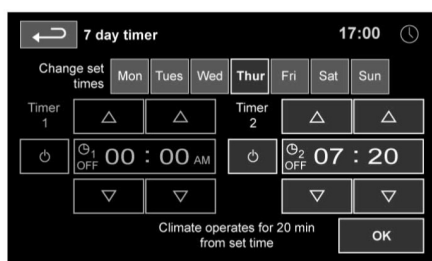 7 day timer 17:00
Change set times Mon Tues Wed Thur Fri Sat Sun
Timer 1
Timer 2
1 OFF 00 : 00 AM
2 OFF 07 : 20
Climate operates for 20 min
from set time
OK